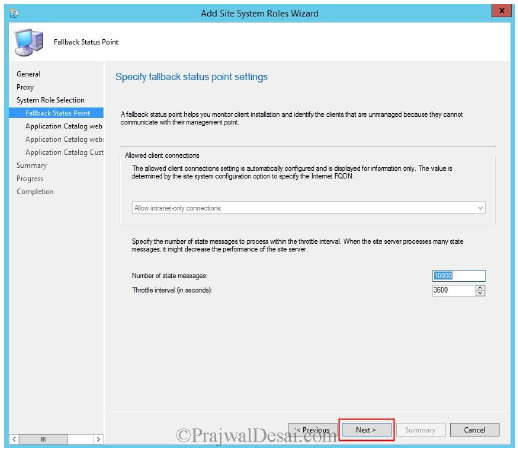 Add Site System Roles Wizard
x
Fallback Status Point
General
Proxy
System Role Selection
Fallback Status Point
Application Catalog web
Application Catalog web
Application Catalog Cust
Summary
Progress
Completion
Specify fallback status point settings
A fallback status point helps you monitor client installation and identify the clients that are unmanaged because they cannot
communicate with their management point.
Allowed client connections
The allowed client connections setting is automatically configured and is displayed for information only. The value is
determined by the site system configuration option to specify the Internet FQDN.
Allow intranet-only connections
Specify the number of state messages to process within the throttle interval. When the site server processes many state
messages, it might decrease the performance of the site server.
Number of state messages:
10000
Throttle interval (in seconds):
3600
< Previous
Next >
Summary
Cancel
©PrajwalDesai.com